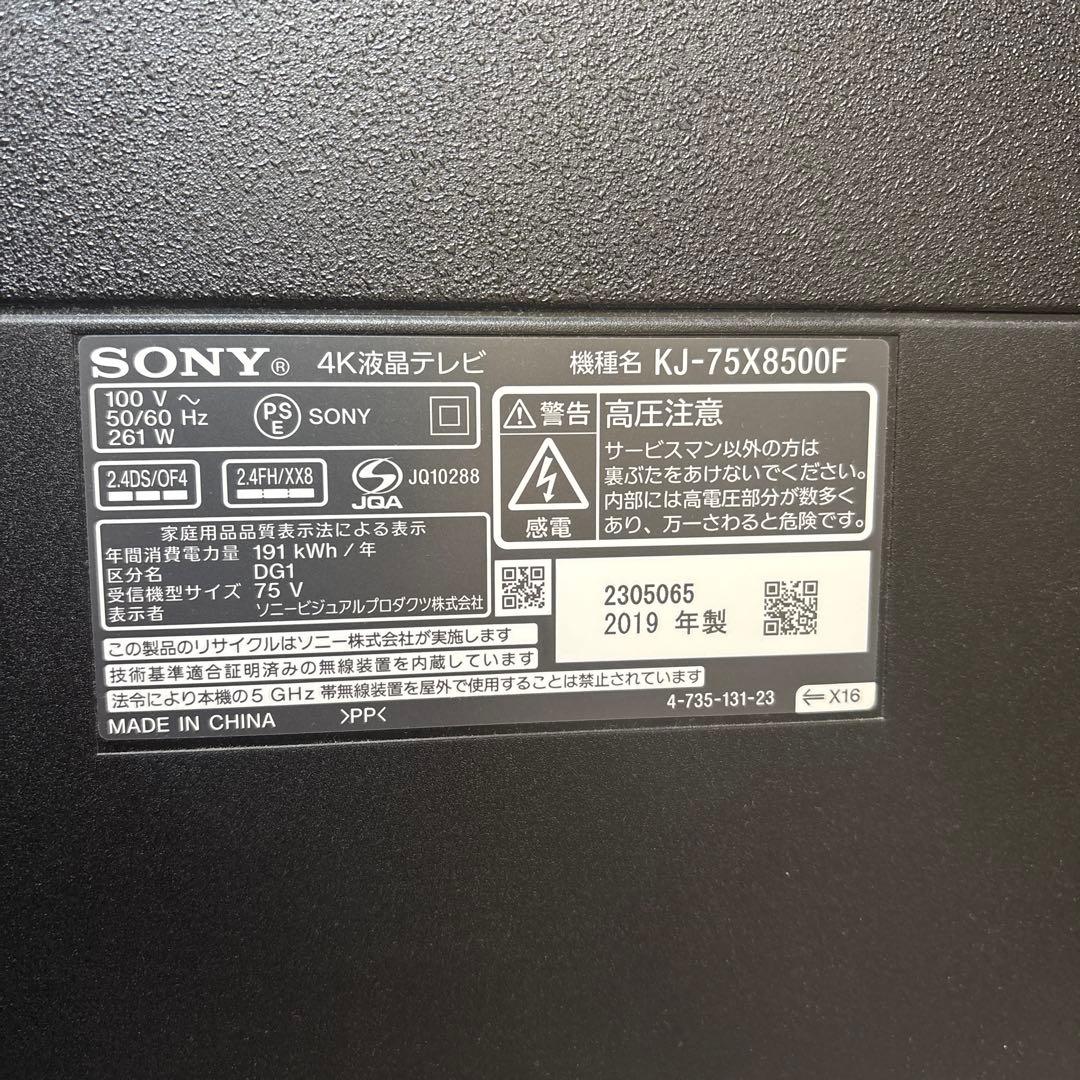 SONY® 4K液晶テレビ
機種名 KJ-75X8500F
100 V ～
50/60 Hz
261 W
PSE SONY
2.4DS/OF4
2.4FH/XX8
JQA JQ10288
家庭用品品質表示法による表示
年間消費電力量 191 kWh / 年
区分名 DG1
受信機型サイズ 75 V
表示者 ソニービジュアルプロダクツ株式会社
警告 高圧注意
感電
サービスマン以外の方は
裏ぶたをあけないでください。
内部には高電圧部分が数多く
あり、万一さわると危険です。
2305065
2019 年製
この製品のリサイクルはソニー株式会社が実施します
技術基準適合証明済みの無線装置を内蔵しています
法令により本機の5 GHz 帯無線装置を屋外で使用することは禁止されています
MADE IN CHINA >PP<
4-735-131-23
← X16